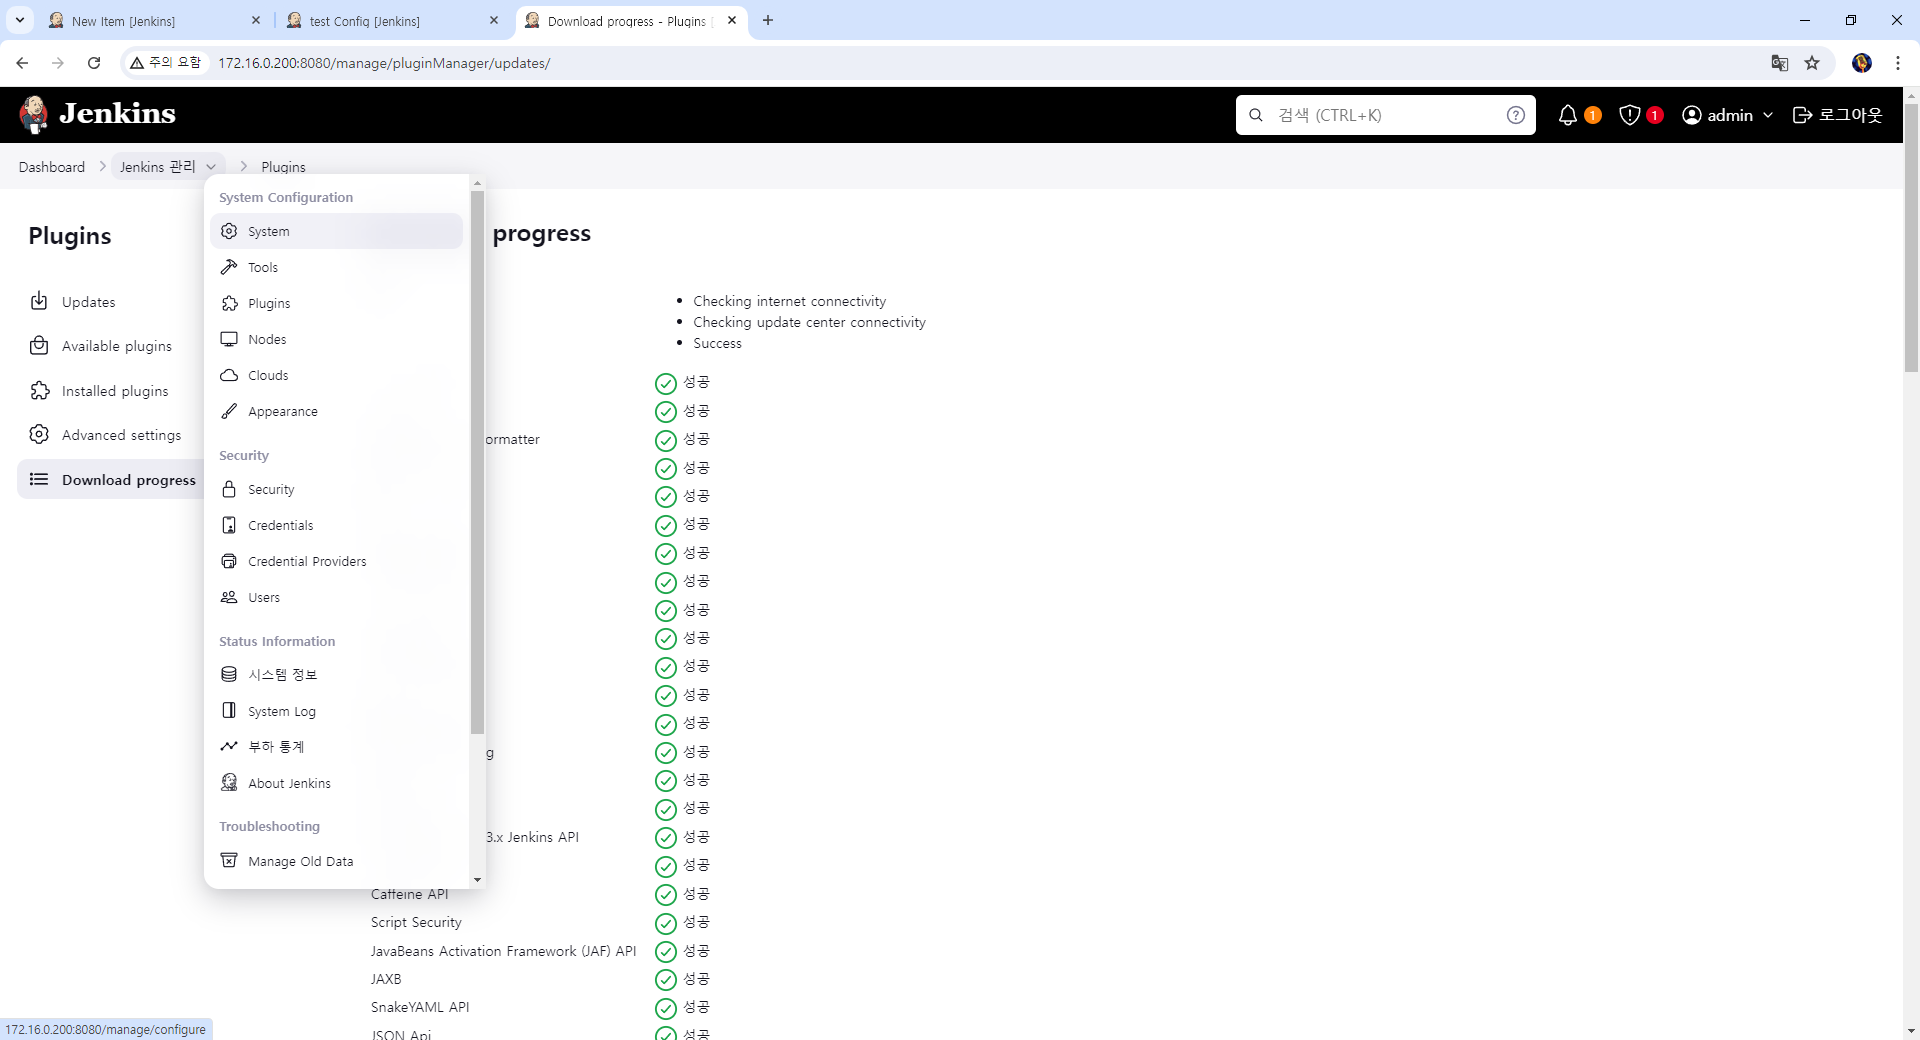 New Item [Jenkins]
test Config [Jenkins]
Download progress - Plugins [
주의 요함
172.16.0.200:8080/manage/pluginManager/updates/
Jenkins
검색 (CTRL+K)
1
1
admin
로그아웃
Dashboard
Jenkins 관리
Plugins
Plugins
Updates
Available plugins
Installed plugins
Advanced settings
Download progress
System Configuration
System
Tools
Plugins
Nodes
Clouds
Appearance
Security
Security
Credentials
Credential Providers
Users
Status Information
시스템 정보
System Log
부하 통계
About Jenkins
Troubleshooting
Manage Old Data
progress
Checking internet connectivity
Checking update center connectivity
Success
성공
성공
ormatter 성공
성공
성공
성공
성공
성공
성공
성공
성공
성공
성공
g 성공
성공
성공
3.x Jenkins API 성공
성공
Caffeine API 성공
Script Security 성공
JavaBeans Activation Framework (JAF) API 성공
JAXB 성공
SnakeYAML API 성공
JSON Api 성공
172.16.0.200:8080/manage/configure